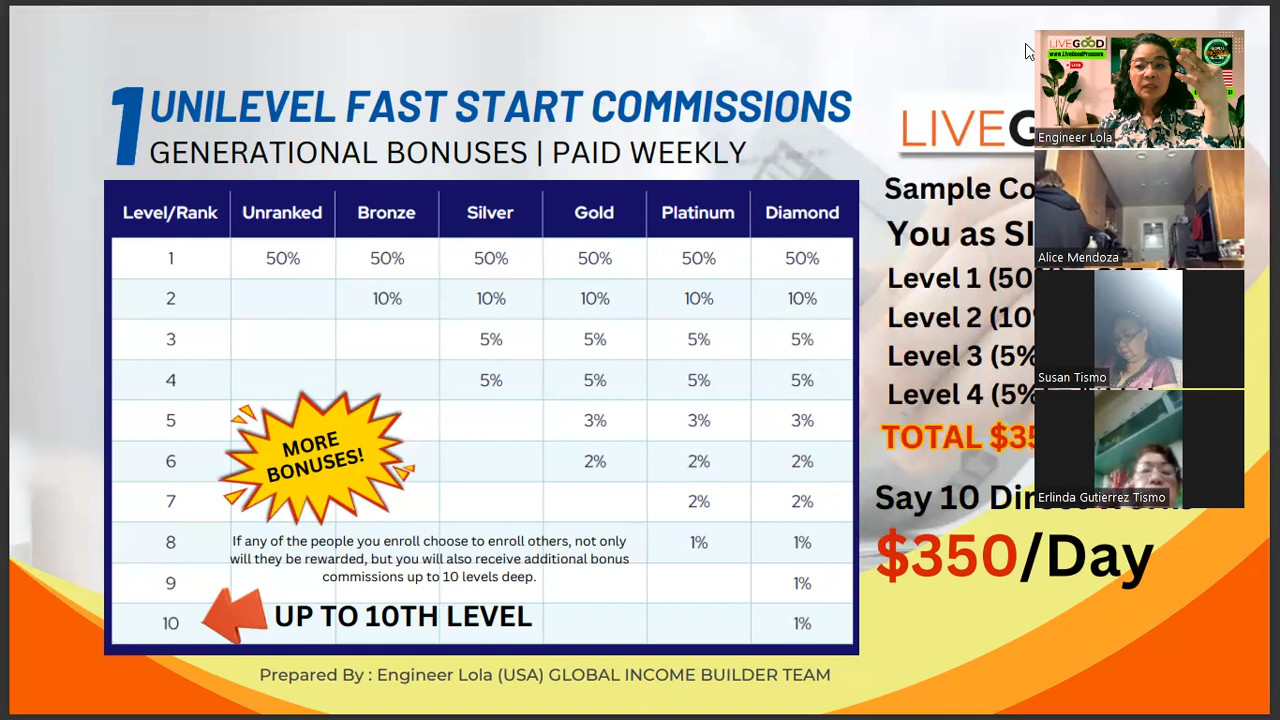 1 UNILEVEL FAST START COMMISSIONS
GENERATIONAL BONUSES | PAID WEEKLY
Level/Rank Unranked Bronze Silver Gold Platinum Diamond
1 50% 50% 50% 50% 50% 50%
2 10% 10% 10% 10% 10%
3 5% 5% 5% 5%
4 5% 5% 5% 5%
5 3% 3% 3%
6 2% 2% 2%
7 2% 2%
8 1% 1%
9 1%
10 1%
MORE
BONUSES!
If any of the people you enroll choose to enroll others, not only
will they be rewarded, but you will also receive additional bonus
commissions up to 10 levels deep.
UP TO 10TH LEVEL
Prepared By : Engineer Lola (USA) GLOBAL INCOME BUILDER TEAM
LIVE
Sample
You as
Level 1 (50
Level 2 (10
Level 3 (5%
Level 4 (5%
TOTAL $35
Say 10
$350/Day
LIVEGOOD
LIVE
Engineer Lola
Alice Mendoza
Susan Tismo
Erlinda Gutierrez Tismo